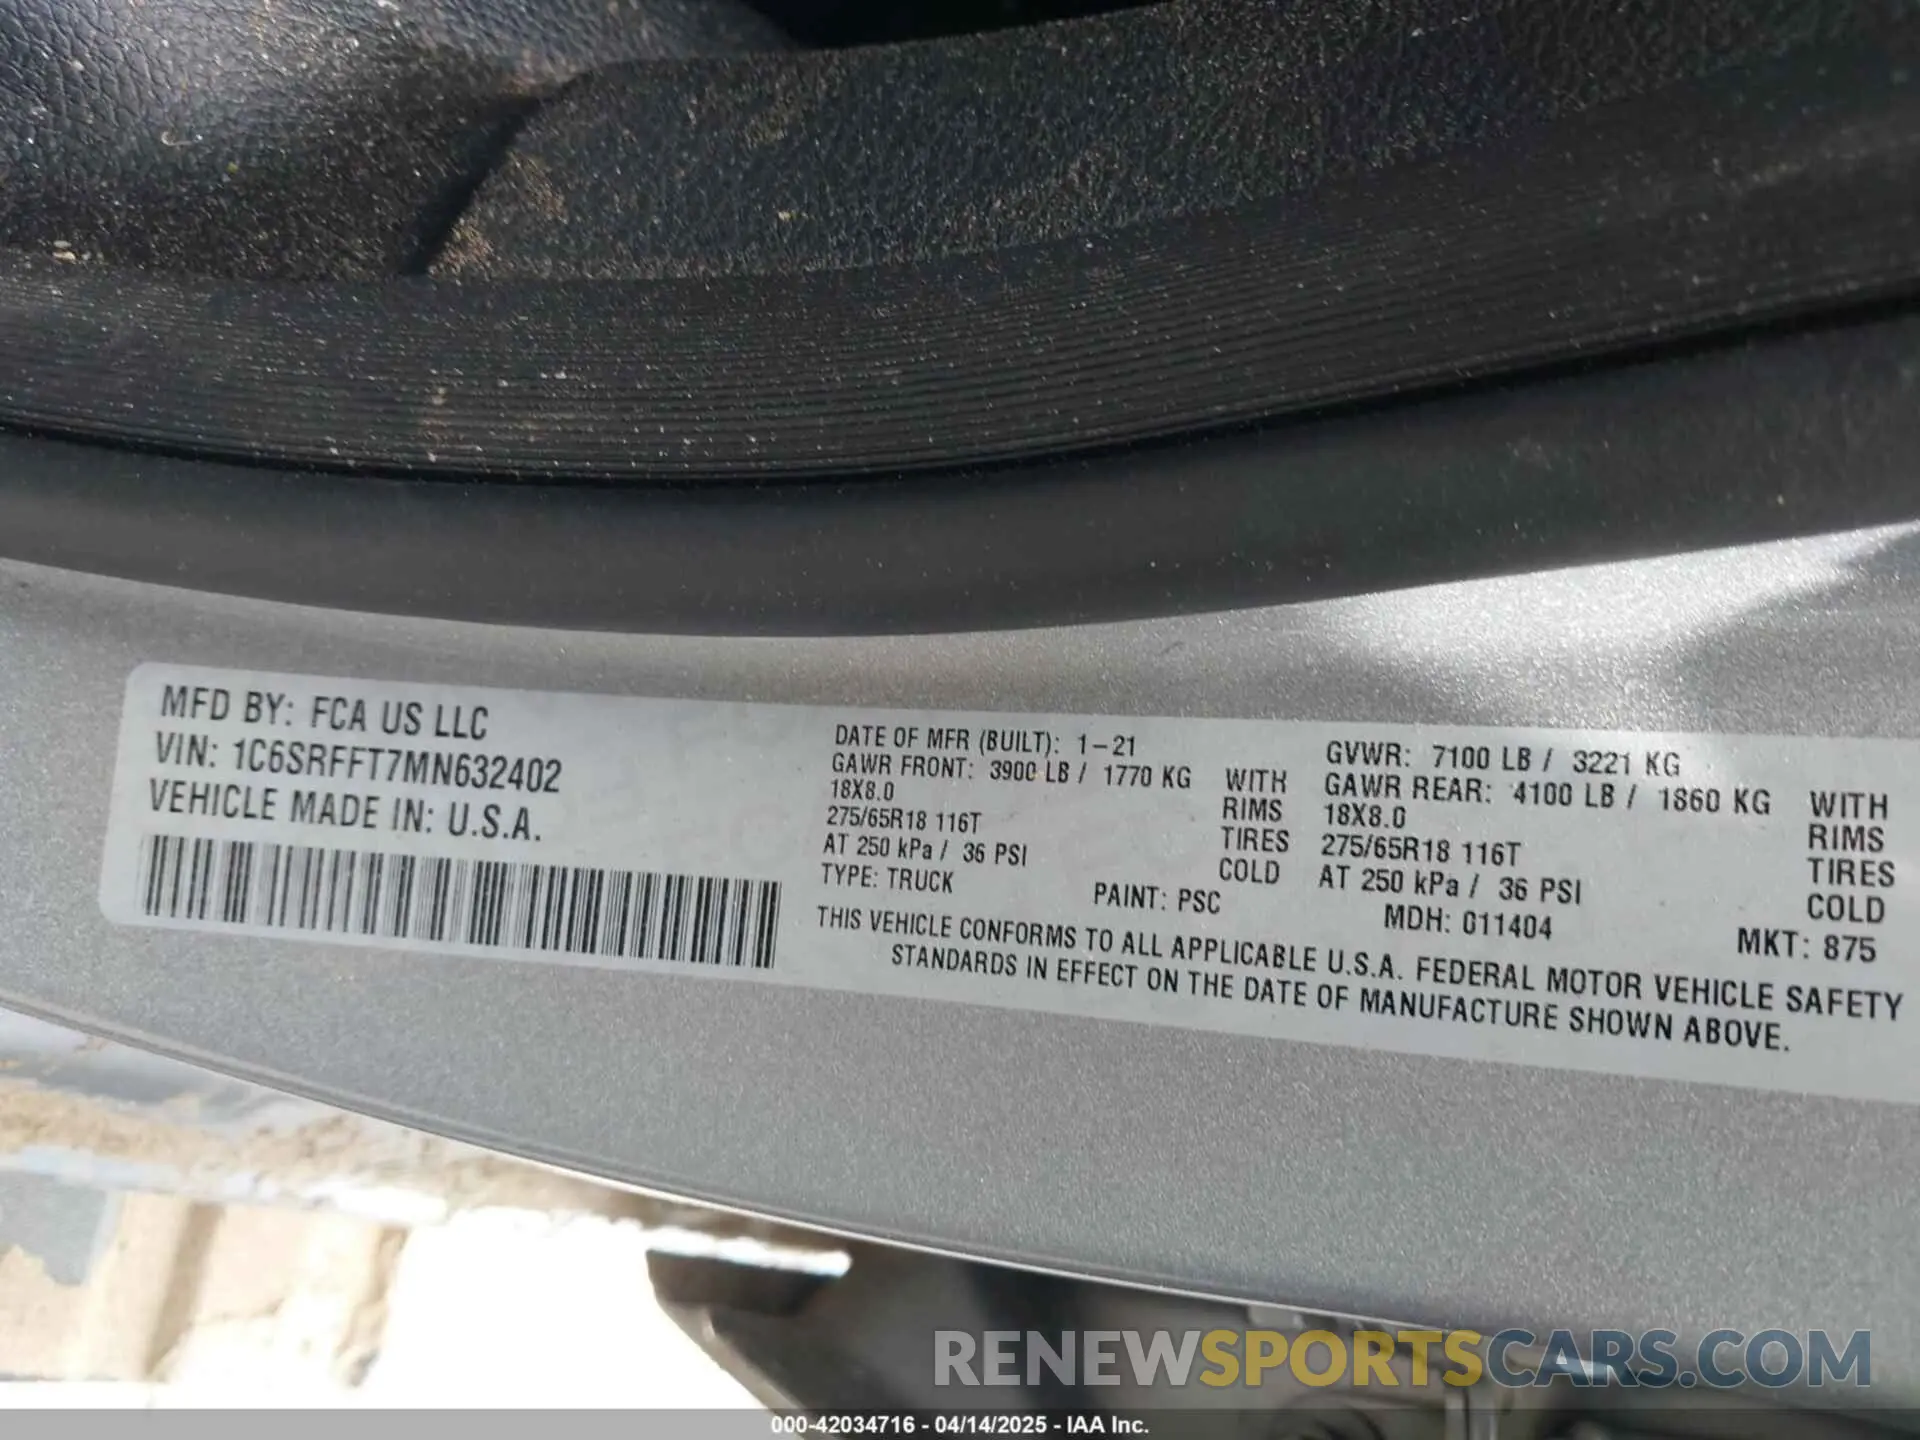 MFD BY: FCA US LLC
VIN: 1C6SRFFT7MN632402
VEHICLE MADE IN: U.S.A.
DATE OF MFR (BUILT): 1-21
GAWR FRONT: 3900 LB / 1770 KG WITH
18X8.0 RIMS
275/65R18 116T TIRES
AT 250 kPa / 36 PSI COLD
TYPE: TRUCK
PAINT: PSC
GVWR: 7100 LB / 3221 KG
GAWR REAR: 4100 LB / 1860 KG WITH
18X8.0 RIMS
275/65R18 116T TIRES
AT 250 kPa / 36 PSI COLD
MDH: 011404
MKT: 875
THIS VEHICLE CONFORMS TO ALL APPLICABLE U.S.A. FEDERAL MOTOR VEHICLE SAFETY
STANDARDS IN EFFECT ON THE DATE OF MANUFACTURE SHOWN ABOVE.
RENEWSPORTSCARS.COM
000-42034716 - 04/14/2025 - IAA Inc.